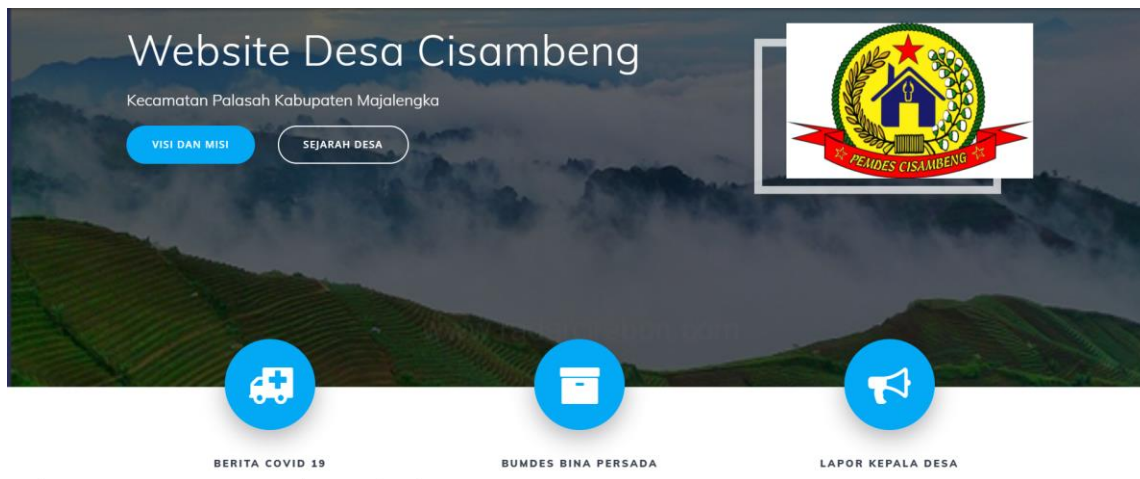 Website Desa Cisambeng
Kecamatan Palasah Kabupaten Majalengka
VISI DAN MISI
SEJARAH DESA
PEMDES CISAMBENG
BERITA COVID 19
BUMDES BINA PERSADA
LAPOR KEPALA DESA